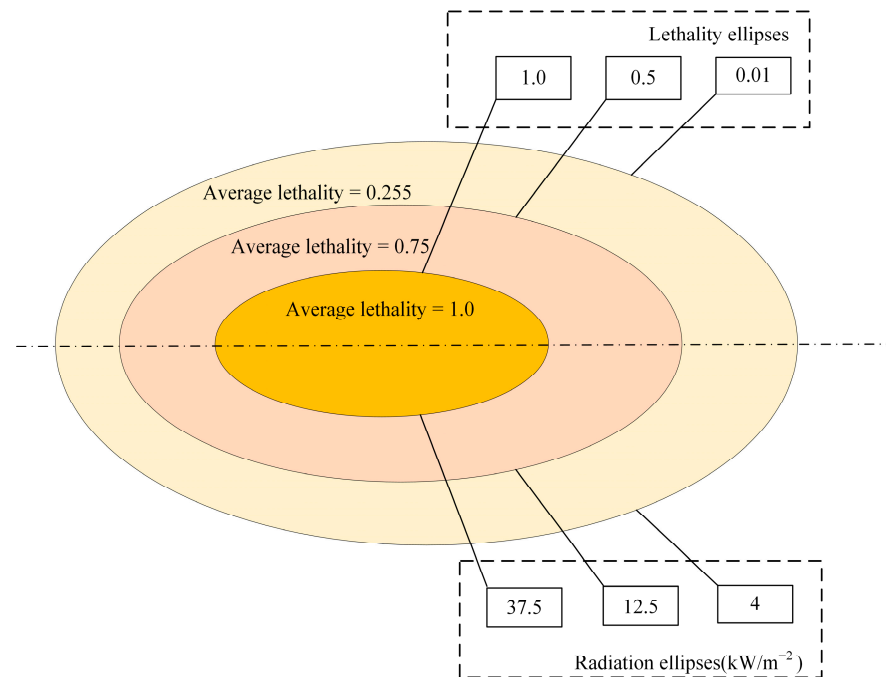 Lethality ellipses
1.0 0.5 0.01
Average lethality = 0.255
Average lethality = 0.75
Average lethality = 1.0
37.5 12.5 4
Radiation ellipses(kW/m⁻²)